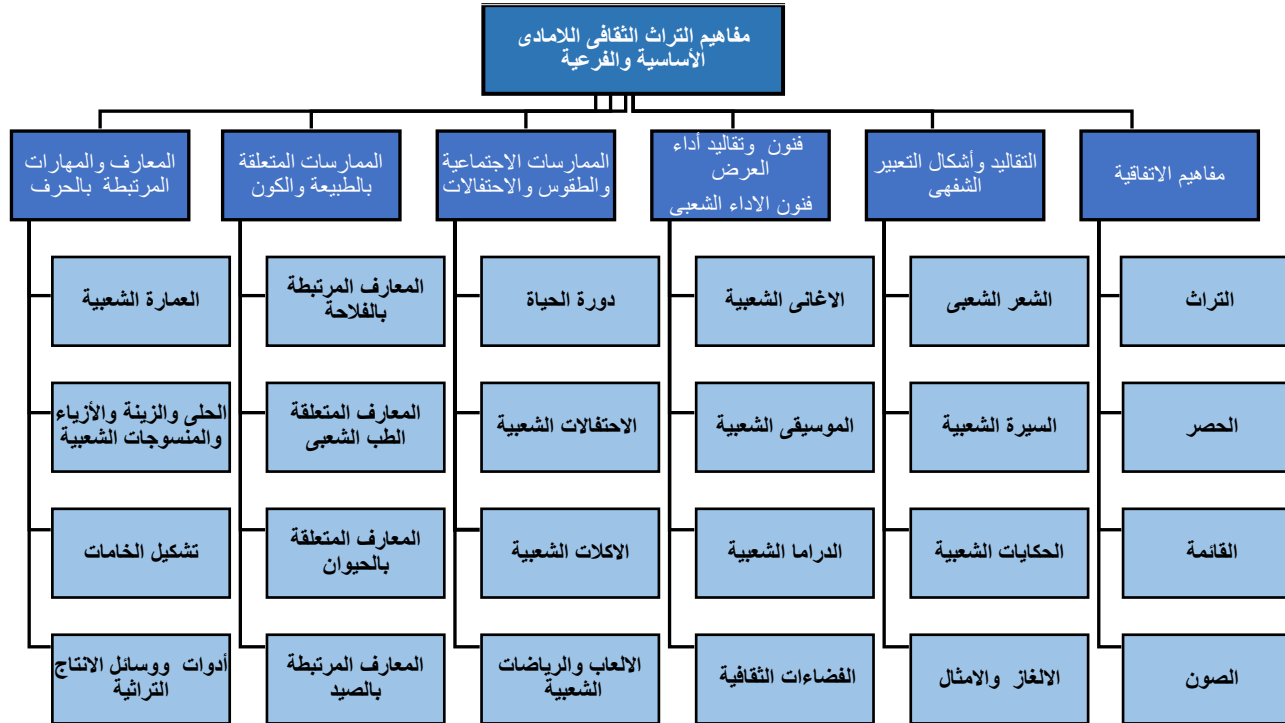 مفاهيم التراث الثقافى اللامادى
الأساسية والفرعية
مفاهيم الاتفاقية
التراث
الحصر
القائمة
الصون
التقاليد وأشكال التعبير
الشفهى
الشعر الشعبى
السيرة الشعبية
الحكايات الشعبية
الالغاز والامثال
فنون وتقاليد أداء
العرض
فنون الاداء الشعبى
الاغانى الشعبية
الموسيقى الشعبية
الدراما الشعبية
الفضاءات الثقافية
الممارسات الاجتماعية
والطقوس والاحتفالات
دورة الحياة
الاحتفالات الشعبية
الاكلات الشعبية
الالعاب والرياضات
الشعبية
الممارسات المتعلقة
بالطبيعة والكون
المعارف المرتبطة
بالفلاحة
المعارف المتعلقة
الطب الشعبى
المعارف المتعلقة
بالحيوان
المعارف المرتبطة
بالصيد
المعارف والمهارات
المرتبطة بالحرف
العمارة الشعبية
الحلى والزينة والأزياء
والمنسوجات الشعبية
تشكيل الخامات
أدوات ووسائل الانتاج
التراثية